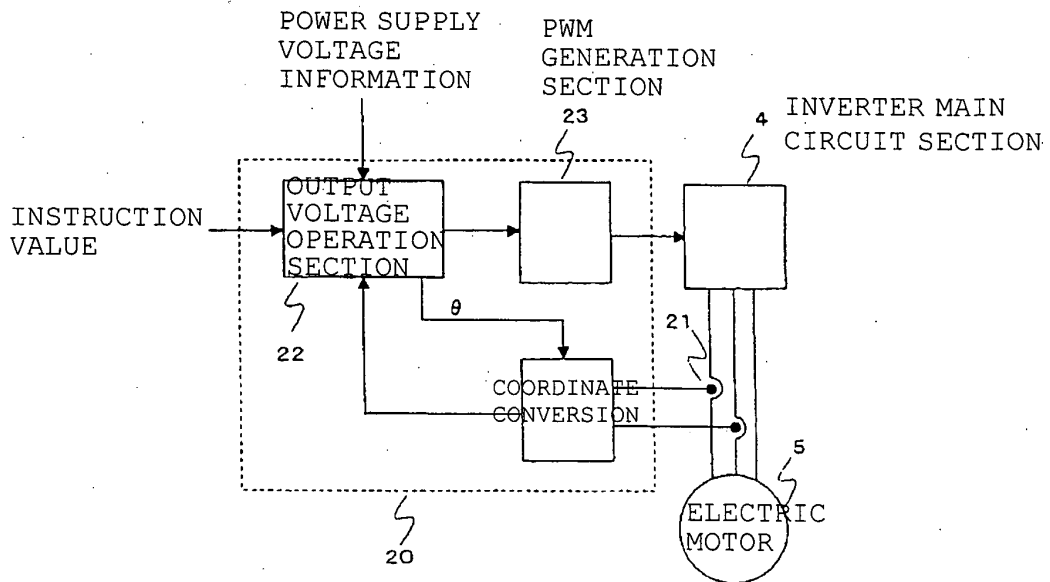 POWER SUPPLY
VOLTAGE
INFORMATION
PWM
GENERATION
SECTION
23
4
INVERTER MAIN
CIRCUIT SECTION
INSTRUCTION
VALUE
OUTPUT
VOLTAGE
OPERATION
SECTION
22
θ
21
COORDINATE
CONVERSION
5
ELECTRIC
MOTOR
20